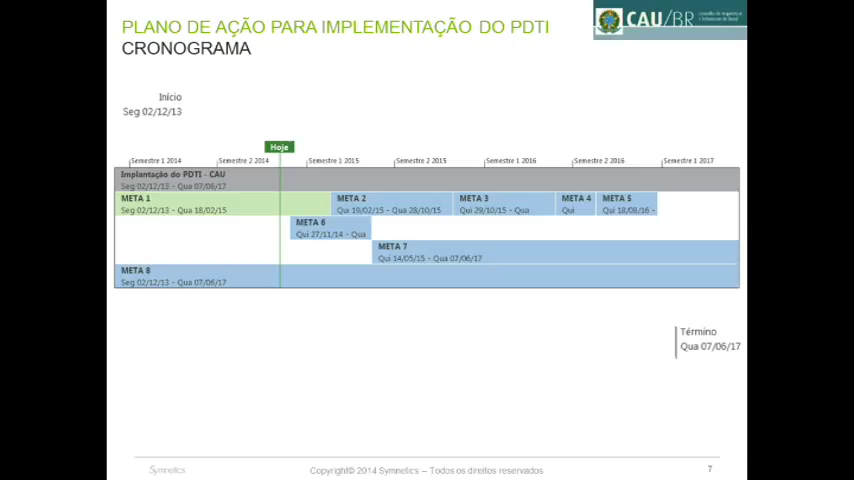 PLANO DE AÇÃO PARA IMPLEMENTAÇÃO DO PDTI
CRONOGRAMA
CAU/BR
Início
Seg 02/12/13
Hoje
Semestre 1 2014 Semestre 2 2014 Semestre 1 2015 Semestre 2 2015 Semestre 1 2016 Semestre 2 2016 Semestre 1 2017
Implantação do PDTI - CAU
Seg 02/12/13 - Qua 07/06/17
META 1 META 2 META 3 META 4 META 5
Seg 02/12/13 - Qua 18/02/15 Qui 19/02/15 - Qua 28/10/15 Qui 29/10/15 - Qua Qui Qui 18/08/16 -
META 6
Qui 27/11/14 - Qua
META 7
Qui 14/05/15 - Qua 07/06/17
META 8
Seg 02/12/13 - Qua 07/06/17
Término
Qua 07/06/17
Symnetics Copyright© 2014 Symnetics – Todos os direitos reservados 7